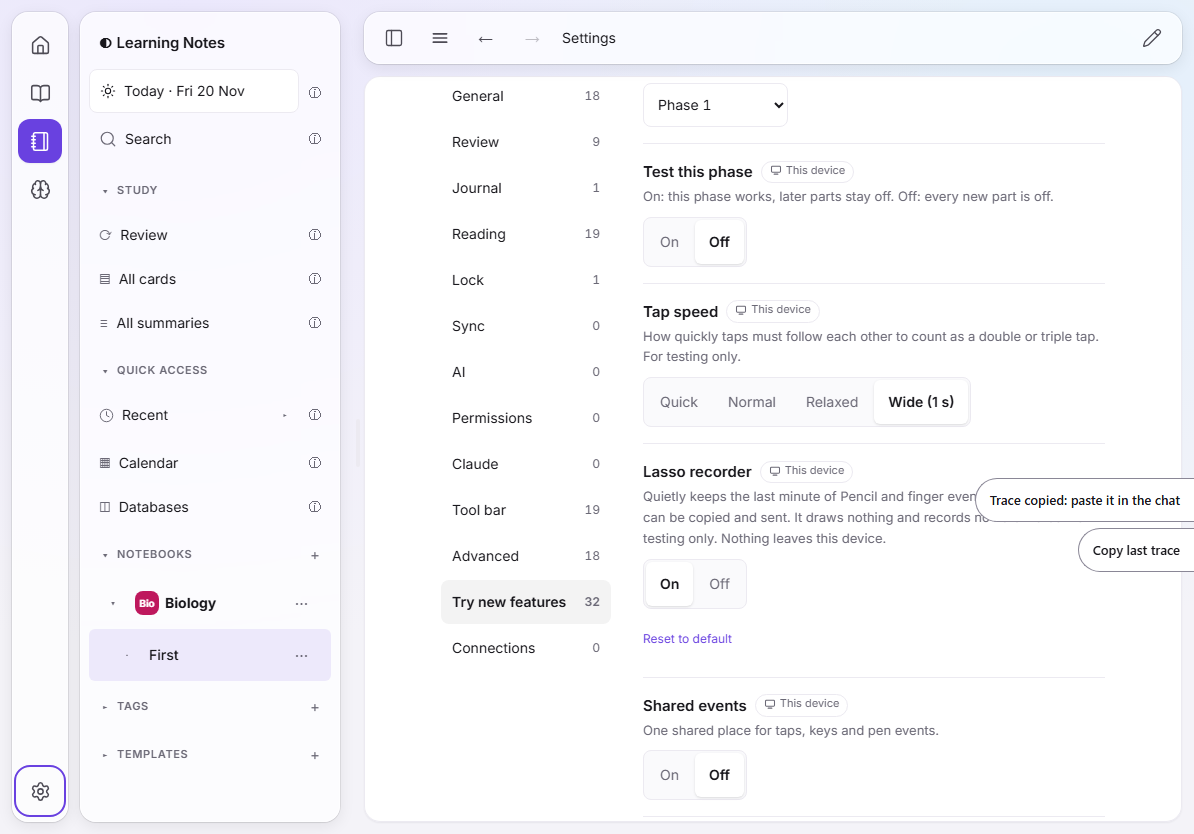 Learning Notes
Today · Fri 20 Nov
Search
STUDY
Review
All cards
All summaries
QUICK ACCESS
Recent
Calendar
Databases
NOTEBOOKS
Bio Biology
First
TAGS
TEMPLATES
Settings
General 18
Review 9
Journal 1
Reading 19
Lock 1
Sync 0
AI 0
Permissions 0
Claude 0
Tool bar 19
Advanced 18
Try new features 32
Connections 0
Phase 1
Test this phase This device
On: this phase works, later parts stay off. Off: every new part is off.
On Off
Tap speed This device
How quickly taps must follow each other to count as a double or triple tap.
For testing only.
Quick Normal Relaxed Wide (1 s)
Lasso recorder This device
Quietly keeps the last minute of Pencil and finger
can be copied and sent. It draws nothing and records
testing only. Nothing leaves this device.
On Off
Reset to default
Trace copied: paste it in the chat
Copy last trace
Shared events This device
One shared place for taps, keys and pen events.
On Off